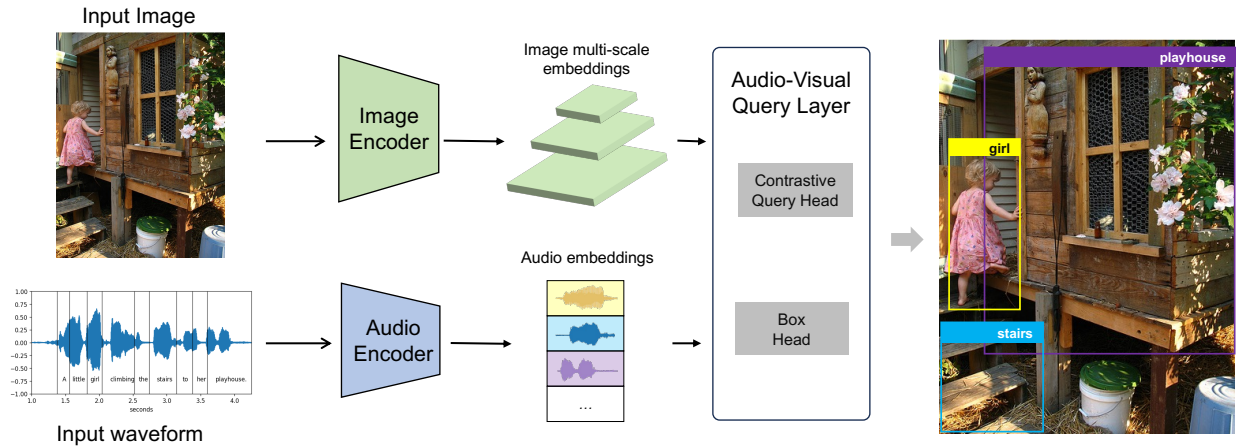 Input Image
Image
Encoder
Image multi-scale
embeddings
Audio-Visual
Query Layer
Contrastive
Query Head
Box
Head
playhouse
girl
stairs
1.00
0.75
0.50
0.25
0.00
−0.25
−0.50
−0.75
−1.00
A little girl climbing the stairs to her playhouse.
1.0 1.5 2.0 2.5 3.0 3.5 4.0
seconds
Input waveform
Audio
Encoder
Audio embeddings
...